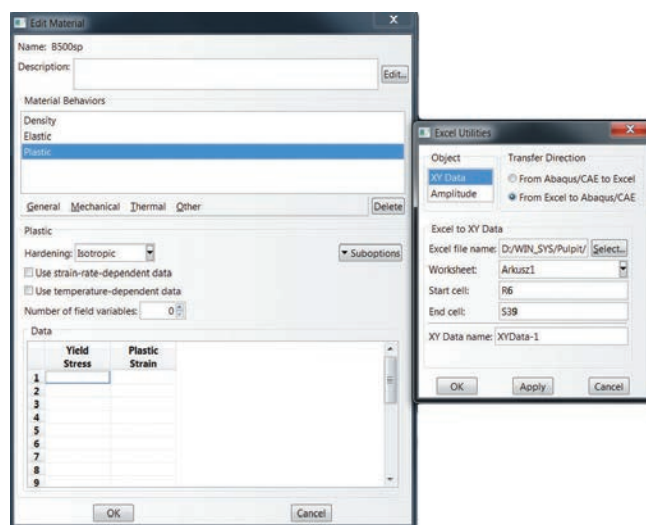 Edit Material
X
Name: B500sp
Description:
Edit...
Material Behaviors
Density
Elastic
Plastic
General Mechanical Thermal Other
Delete
Plastic
Hardening: Isotropic
Suboptions
Use strain-rate-dependent data
Use temperature-dependent data
Number of field variables: 0
Data
Yield Stress
Plastic Strain
1
2
3
4
5
6
7
8
9
OK
Cancel
Excel Utilities
X
Object
Transfer Direction
XY Data
From Abaqus/CAE to Excel
Amplitude
From Excel to Abaqus/CAE
Excel to XY Data
Excel file name: D:/WIN_SYS/Pulpit/ Select...
Worksheet: Arkusz1
Start cell: R6
End cell: S39
XY Data name: XYData-1
OK
Apply
Cancel